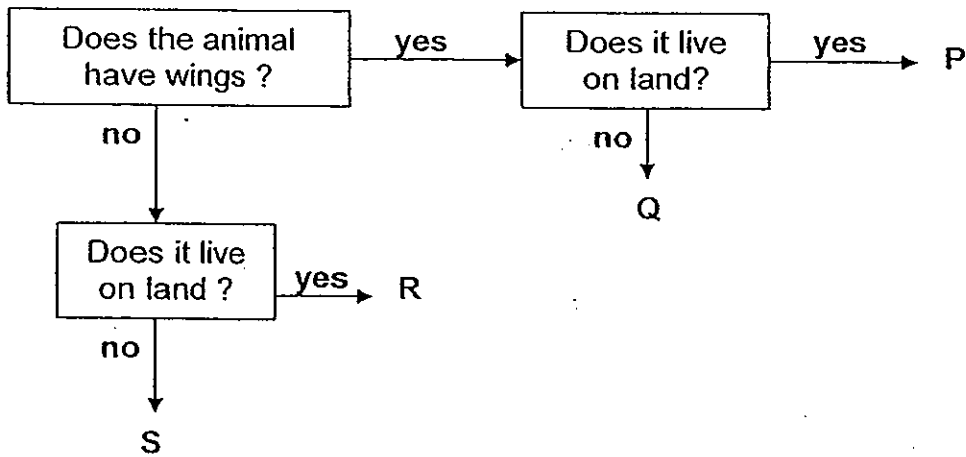 Does the animal
have wings ?
yes
Does it live
on land?
yes
P
no
no
Q
Does it live
on land ?
yes
R
no
S